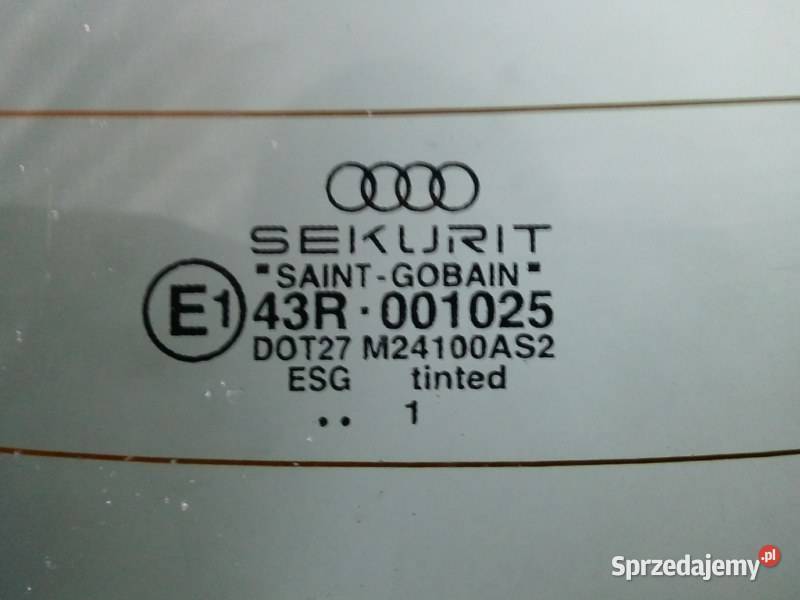 SEKURIT
"SAINT-GOBAIN"
E1 43R·001025
DOT27 M24100AS2
ESG tinted
.. 1
Sprzedajemy.pl